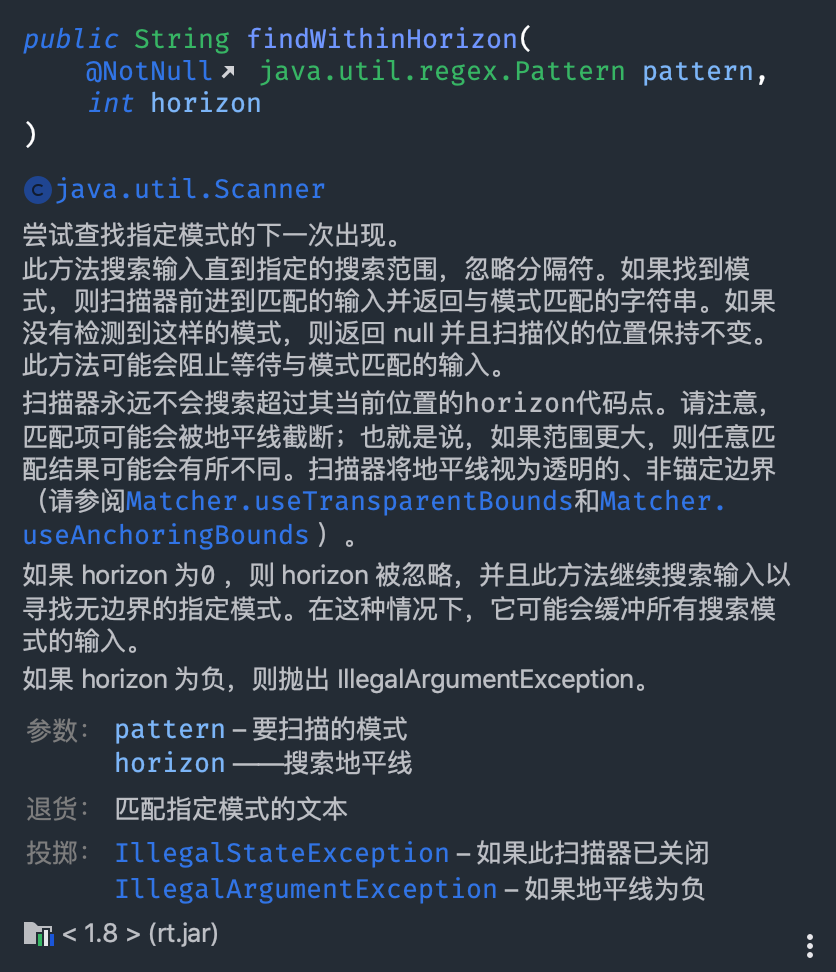 public String findWithinHorizon(
@NotNull↗ java.util.regex.Pattern pattern,
int horizon
)
C java.util.Scanner
尝试查找指定模式的下一次出现。
此方法搜索输入直到指定的搜索范围，忽略分隔符。如果找到模
式，则扫描器前进到匹配的输入并返回与模式匹配的字符串。如果
没有检测到这样的模式，则返回 null 并且扫描仪的位置保持不变。
此方法可能会阻止等待与模式匹配的输入。
扫描器永远不会搜索超过其当前位置的horizon代码点。请注意，
匹配项可能会被地平线截断；也就是说，如果范围更大，则任意匹
配结果可能会有所不同。扫描器将地平线视为透明的、非锚定边界
（请参阅Matcher.useTransparentBounds和Matcher.
useAnchoringBounds ）。
如果 horizon 为0 ，则 horizon 被忽略，并且此方法继续搜索输入以
寻找无边界的指定模式。在这种情况下，它可能会缓冲所有搜索模
式的输入。
如果 horizon 为负，则抛出 IllegalArgumentException。
参数： pattern – 要扫描的模式
horizon ——搜索地平线
退货： 匹配指定模式的文本
投掷： IllegalStateException – 如果此扫描器已关闭
IllegalArgumentException – 如果地平线为负
< 1.8 > (rt.jar)